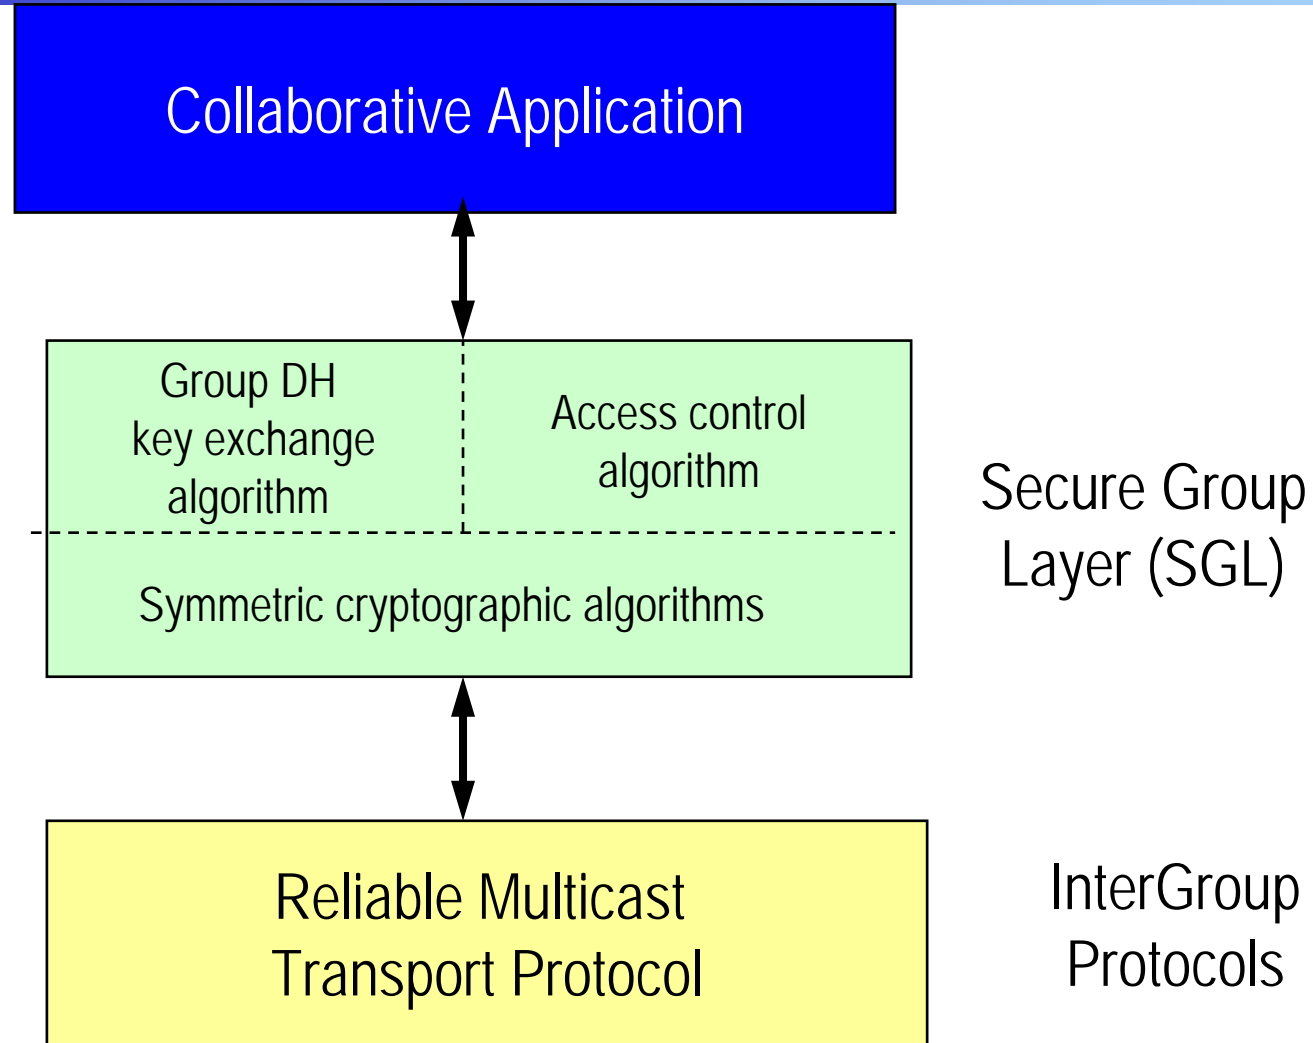 Collaborative Application
Group DH
key exchange
algorithm
Access control
algorithm
Symmetric cryptographic algorithms
Secure Group
Layer (SGL)
Reliable Multicast
Transport Protocol
InterGroup
Protocols